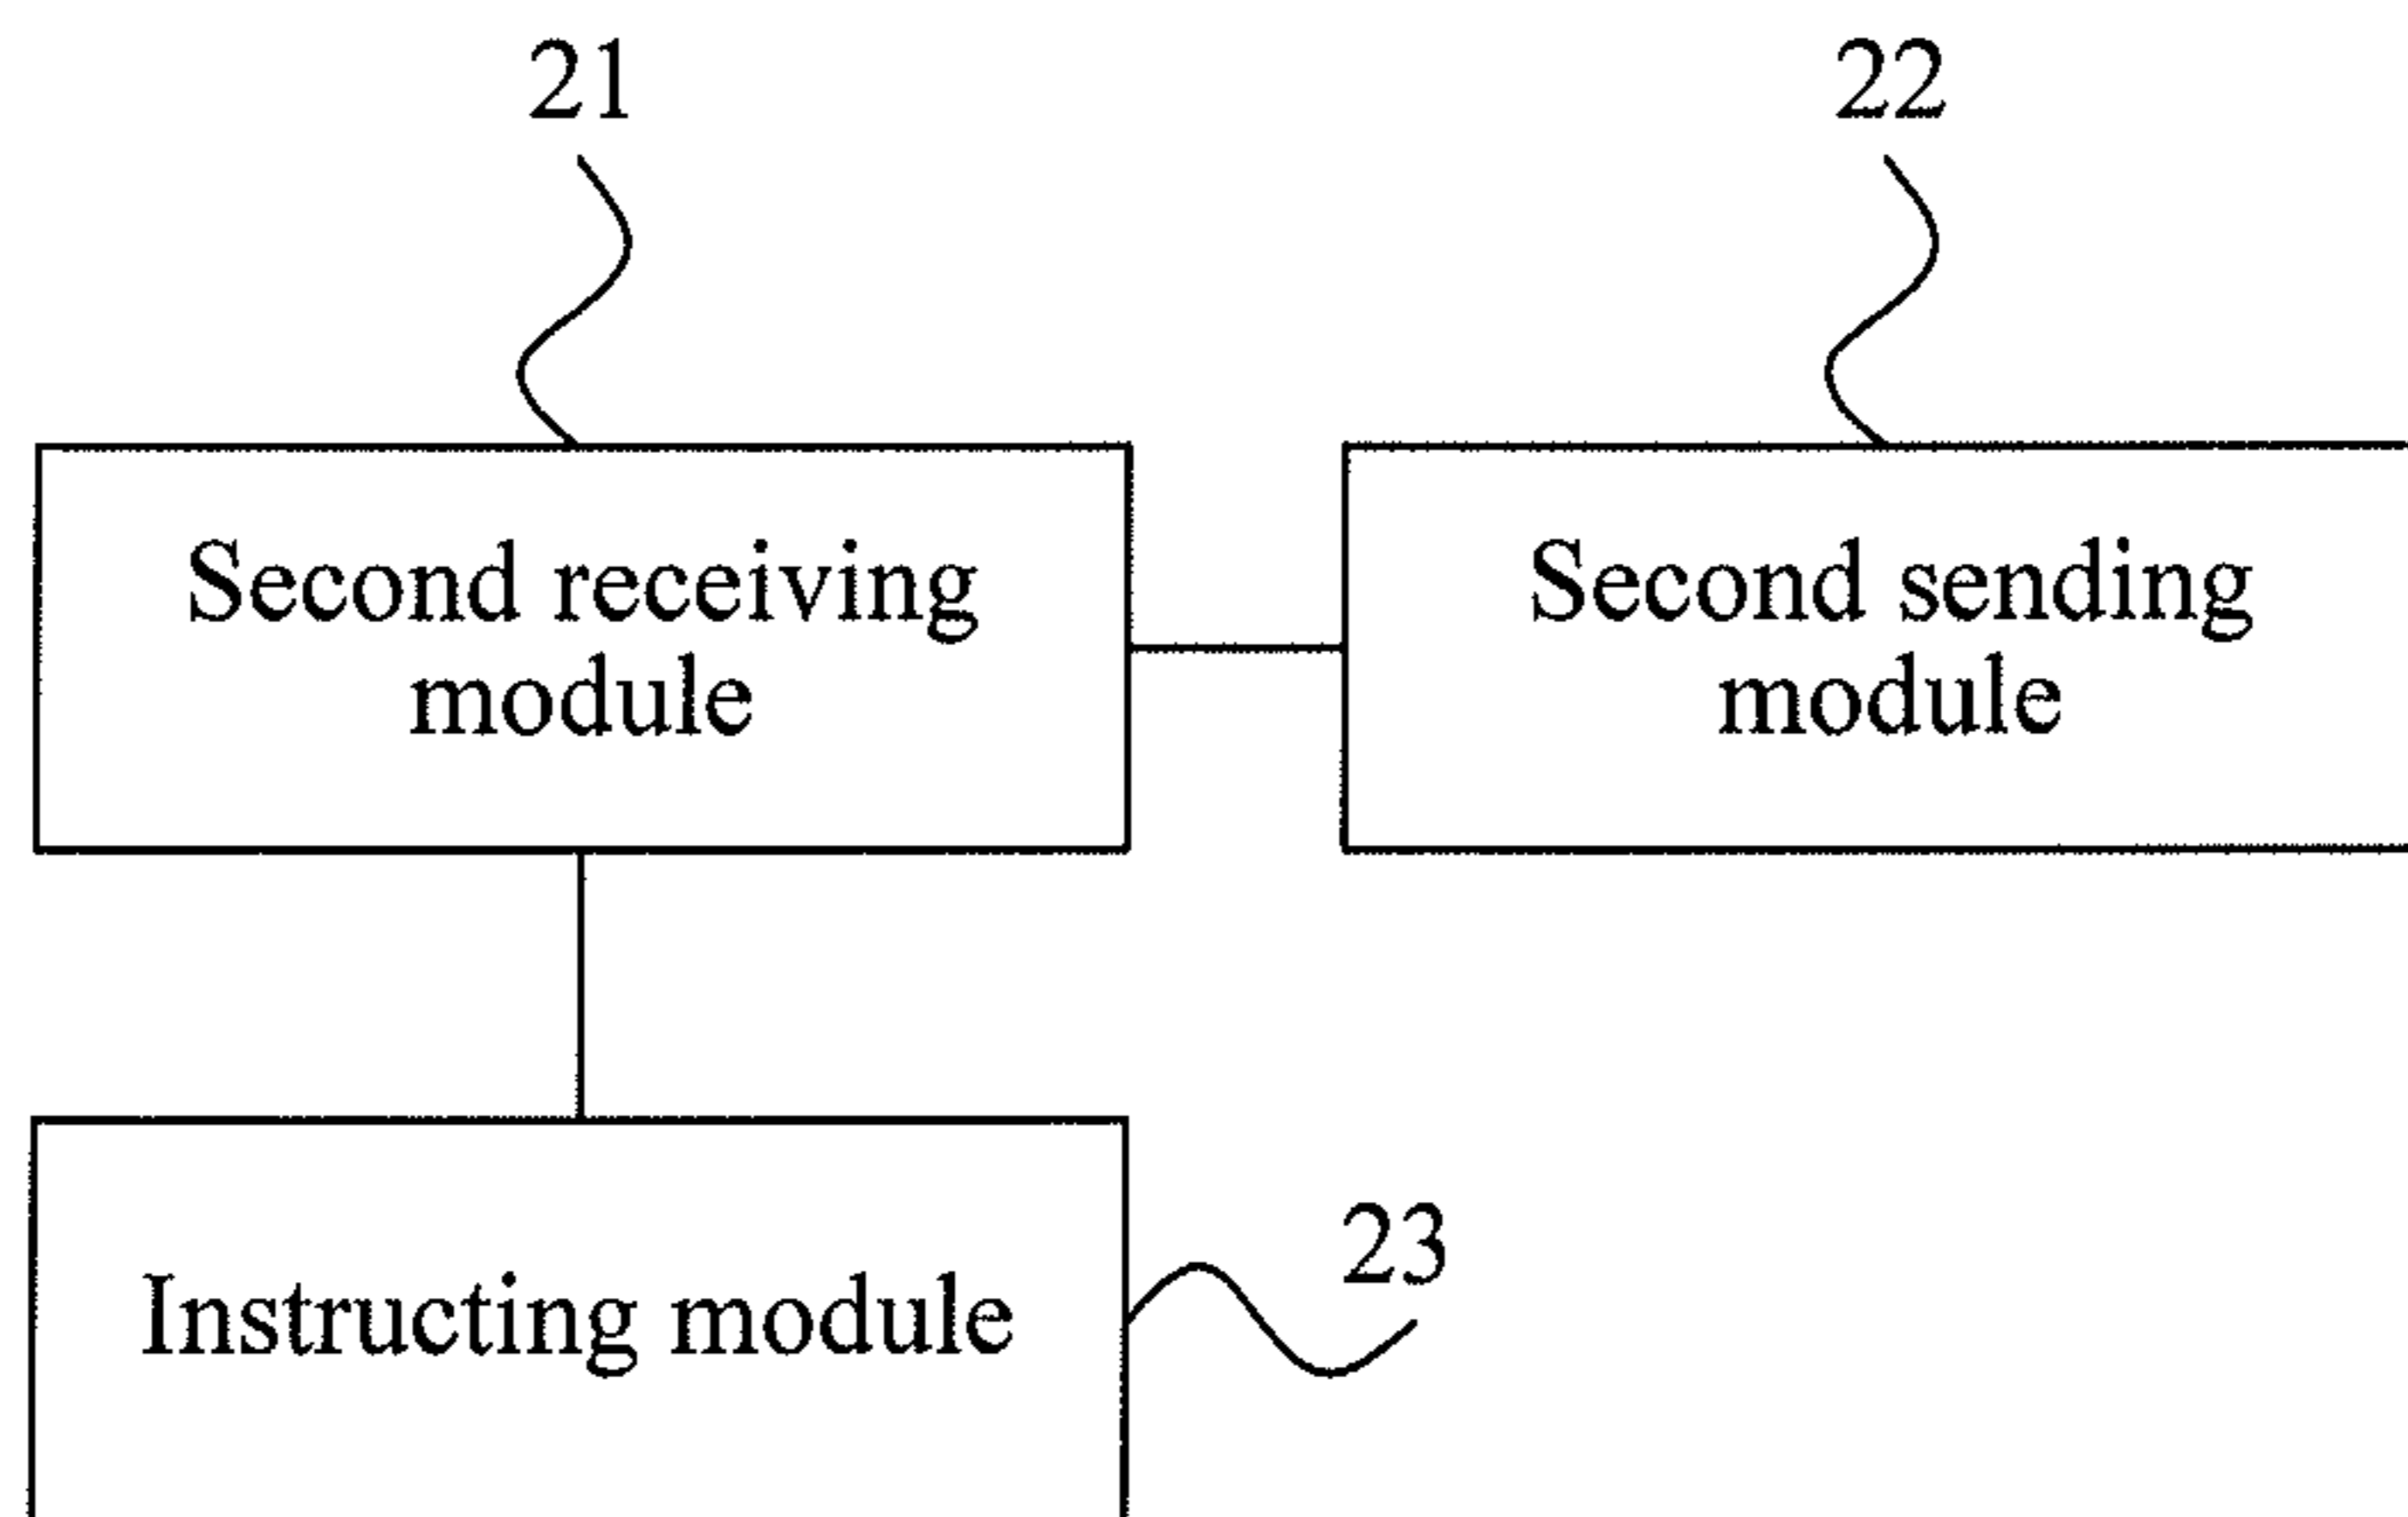 21
22
Second receiving
module
Second sending
module
Instructing module
23